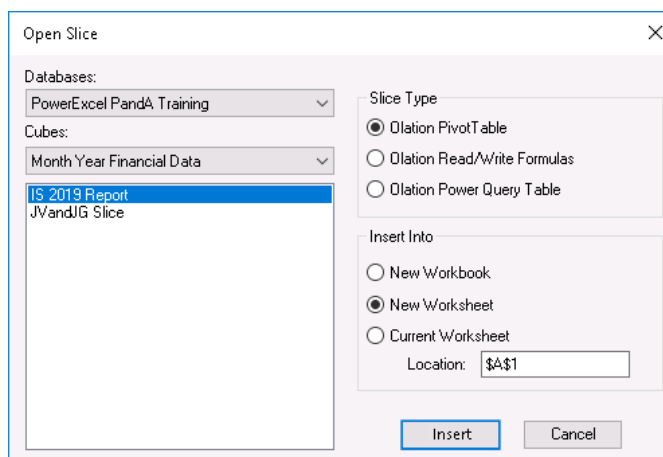 Open Slice
Databases:
PowerExcel PandA Training
Cubes:
Month Year Financial Data
IS 2019 Report
JVandJG Slice
Slice Type
Olation PivotTable
Olation Read/Write Formulas
Olation Power Query Table
Insert Into
New Workbook
New Worksheet
Current Worksheet
Location: $A$1
Insert Cancel